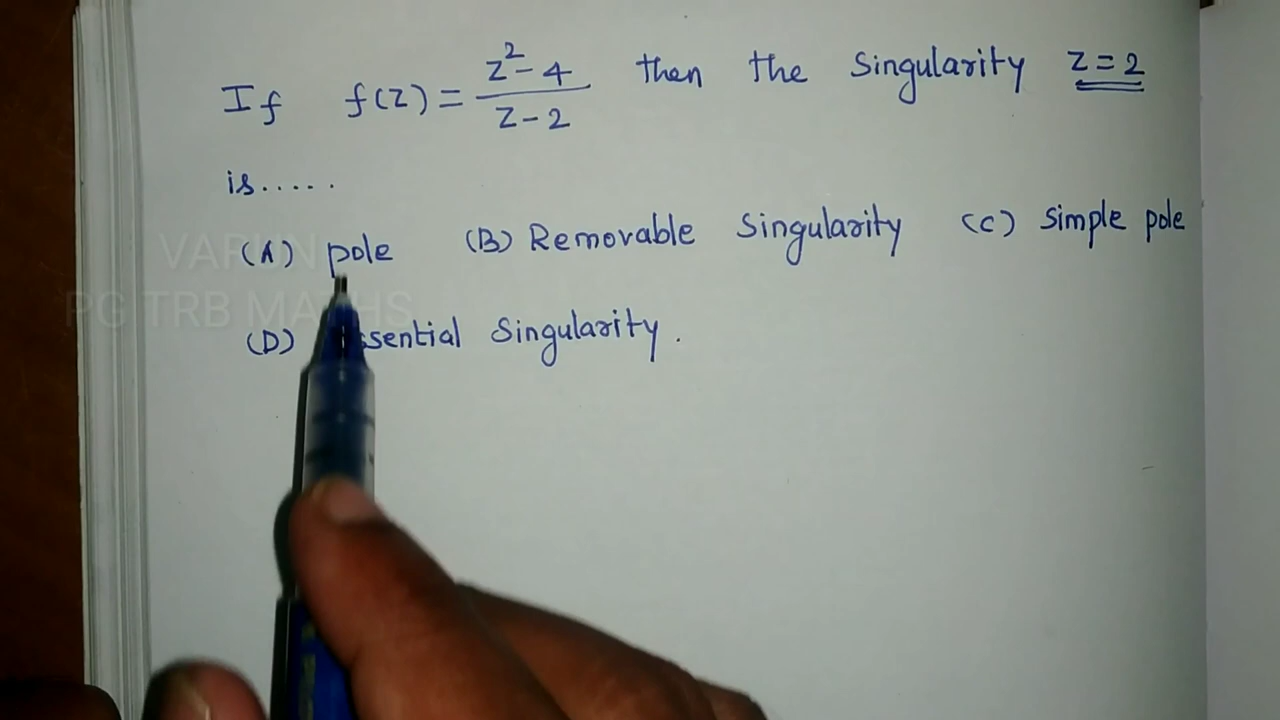 If f(z) = z²-4 / z-2 then the Singularity z=2
is.....
(A) pole (B) Removable Singularity (C) Simple pole
(D) Singularity.
VARUN
PG TRB MATHS